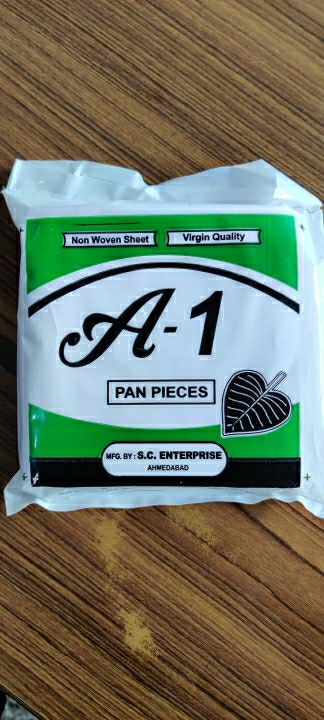 Non Woven Sheet Virgin Quality
A-1
PAN PIECES
MFG. BY : S.C. ENTERPRISE
AHMEDABAD